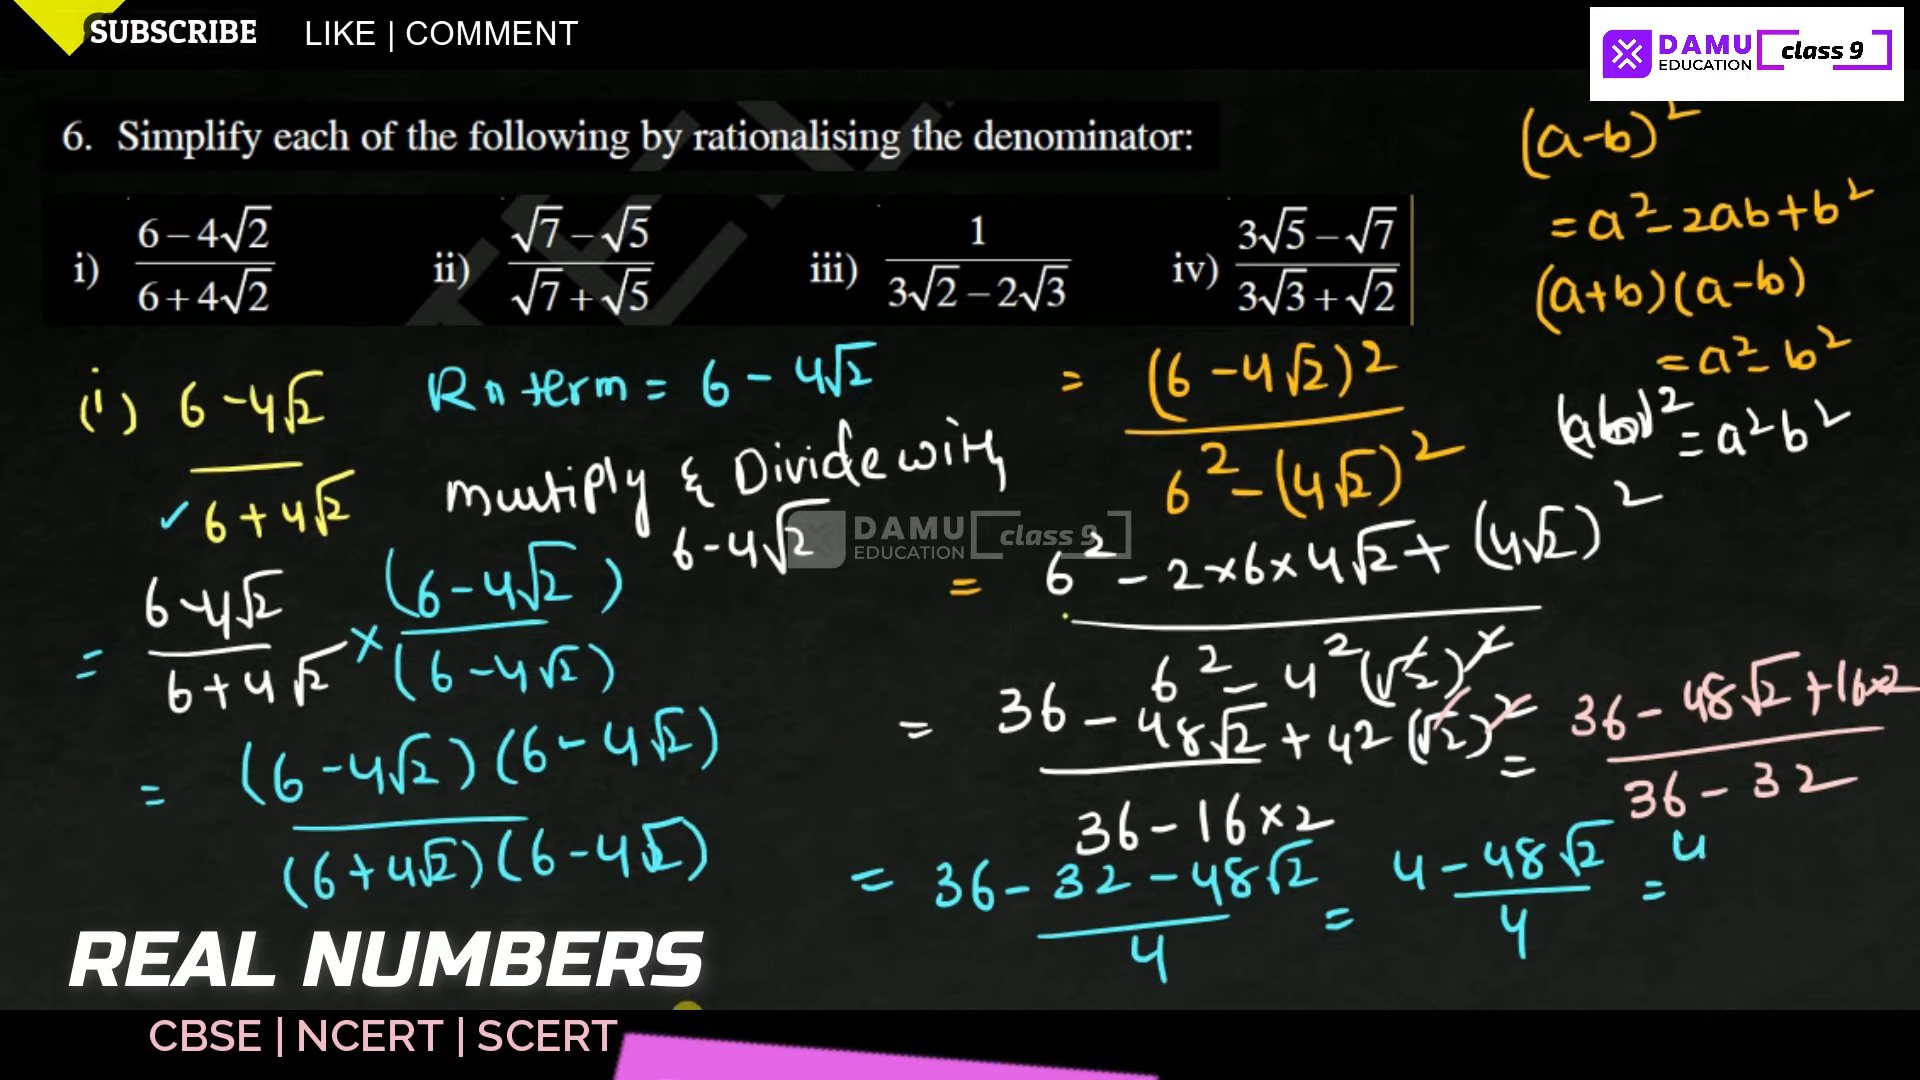 SUBSCRIBE LIKE | COMMENT
DAMU EDUCATION class 9
6. Simplify each of the following by rationalising the denominator:
i) (6 − 4√2)/(6 + 4√2) ii) (√7 − √5)/(√7 + √5) iii) 1/(3√2 − 2√3) iv) (3√5 − √7)/(3√3 + √2)
(a-b)²
= a² - 2ab + b²
(a+b)(a-b)
= a² - b²
(ab)² = a²b²
(i) (6 - 4√2)/(6 + 4√2)
Rn term = 6 - 4√2
multiply & Divide with
6 - 4√2
= (6 - 4√2)/(6 + 4√2) × (6 - 4√2)/(6 - 4√2)
= (6 - 4√2)(6 - 4√2)/(6 + 4√2)(6 - 4√2)
= (6 - 4√2)²/6² - (4√2)²
= 6² - 2×6×4√2 + (4√2)²/6² - 4²(√2)²
= 36 - 48√2 + 42(√2)²/36 - 16×2
= 36 - 48√2 + 16×2/36 - 32
= 36 - 32 - 48√2/4 = 4 - 48√2/4 = 4
DAMU EDUCATION class 9
REAL NUMBERS
CBSE | NCERT | SCERT